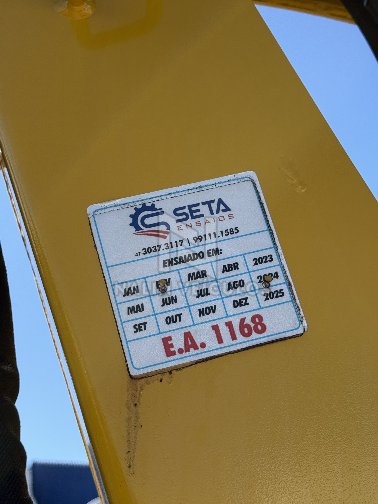 SETA
ENSAIOS
47 3037.3117 | 99111.1585
ENSAIADO EM:
JAN MAR ABR 2023
MAI JUN JUL AGO 2024
SET OUT NOV DEZ 2025
E.A. 1168